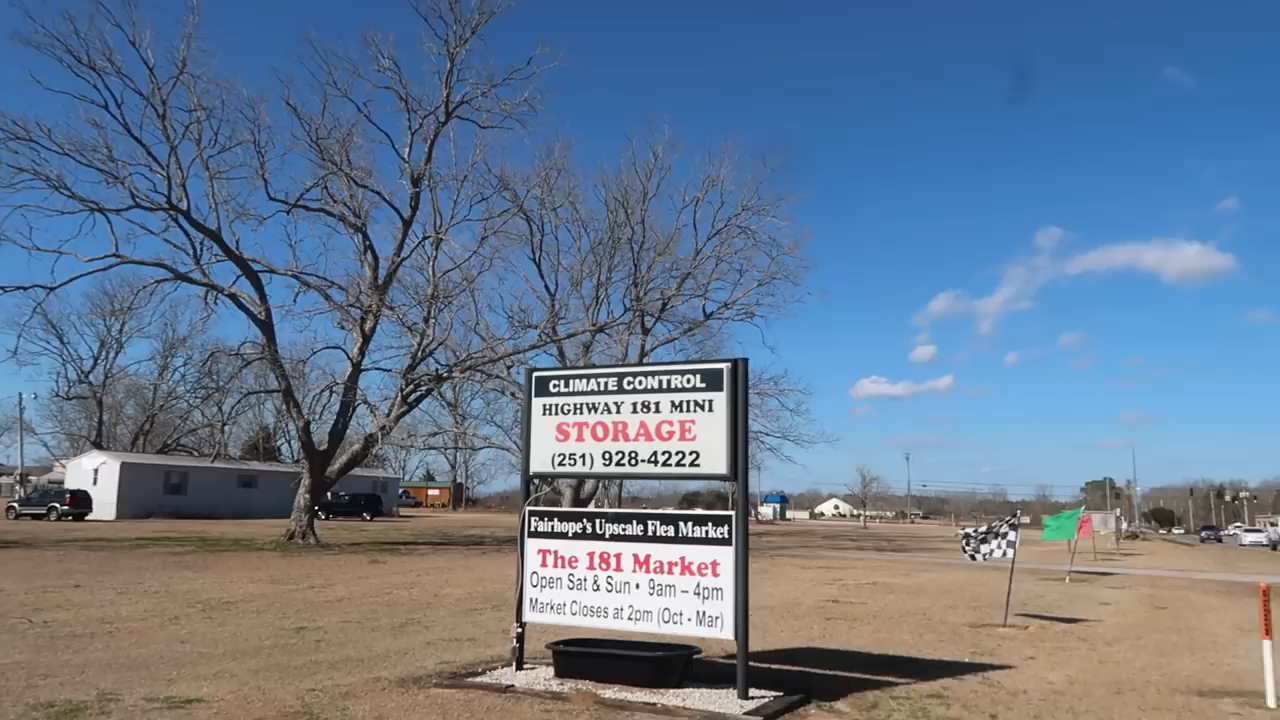 CLIMATE CONTROL
HIGHWAY 181 MINI
STORAGE
(251) 928-4222
FAIRHOPE'S UPSCALE FLEA MARKET
The 181 Market
Open Sat & Sun • 9am – 4pm
Market Closes at 2pm (Oct - Mar)